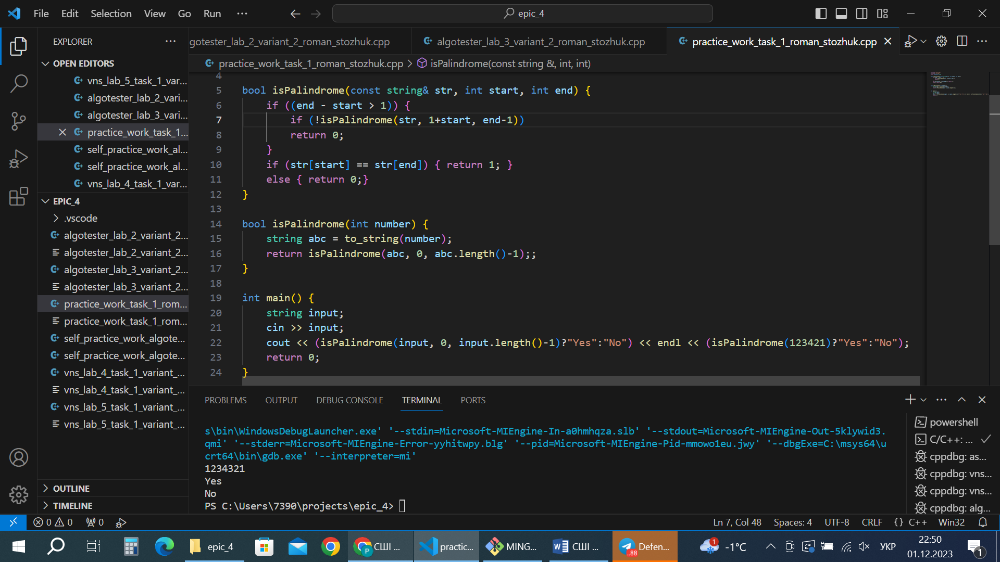 File Edit Selection View Go Run ···
epic_4
EXPLORER ···
OPEN EDITORS
vns_lab_5_task_1_var...
algotester_lab_2_vari...
algotester_lab_3_vari...
practice_work_task_1...
self_practice_work_al...
self_practice_work_al...
vns_lab_4_task_1_var...
EPIC_4
.vscode
algotester_lab_2_variant_2...
algotester_lab_2_variant_2...
algotester_lab_3_variant_2...
algotester_lab_3_variant_2...
practice_work_task_1_rom...
practice_work_task_1_rom...
self_practice_work_algote...
self_practice_work_algote...
vns_lab_4_task_1_variant_...
vns_lab_4_task_1_variant_...
vns_lab_5_task_1_variant_...
vns_lab_5_task_1_variant_...
OUTLINE
TIMELINE
algotester_lab_2_variant_2_roman_stozhuk.cpp algotester_lab_3_variant_2_roman_stozhuk.cpp practice_work_task_1_roman_stozhuk.cpp
practice_work_task_1_roman_stozhuk.cpp > isPalindrome(const string &, int, int)
4
5 bool isPalindrome(const string& str, int start, int end) {
6 if ((end - start > 1)) {
7 if (!isPalindrome(str, 1+start, end-1))
8 return 0;
9 }
10 if (str[start] == str[end]) { return 1; }
11 else { return 0;}
12 }
13
14 bool isPalindrome(int number) {
15 string abc = to_string(number);
16 return isPalindrome(abc, 0, abc.length()-1);;
17 }
18
19 int main() {
20 string input;
21 cin >> input;
22 cout << (isPalindrome(input, 0, input.length()-1)?"Yes":"No") << endl << (isPalindrome(123421)?"Yes":"No");
23 return 0;
24 }
PROBLEMS OUTPUT DEBUG CONSOLE TERMINAL PORTS
s\bin\WindowsDebugLauncher.exe' '--stdin=Microsoft-MIEngine-In-a0hmhqza.slb' '--stdout=Microsoft-MIEngine-Out-5klywid3.
qmi' '--stderr=Microsoft-MIEngine-Error-yyhitwpy.blg' '--pid=Microsoft-MIEngine-Pid-mmowo1eu.jwy' '--dbgExe=C:\msys64\u
crt64\bin\gdb.exe' '--interpreter=mi'
1234321
Yes
No
PS C:\Users\7390\projects\epic_4>
powershell
C/C++: ...
cppdbg: as...
cppdbg: vns...
cppdbg: vns...
cppdbg: alg...
0 0 0 Ln 7, Col 48 Spaces: 4 UTF-8 CRLF {} C++ Win32
epic_4 СШІ ... practic... MING... СШІ ... Defen... ..88 1 -1°C УКР 22:50 1
01.12.2023